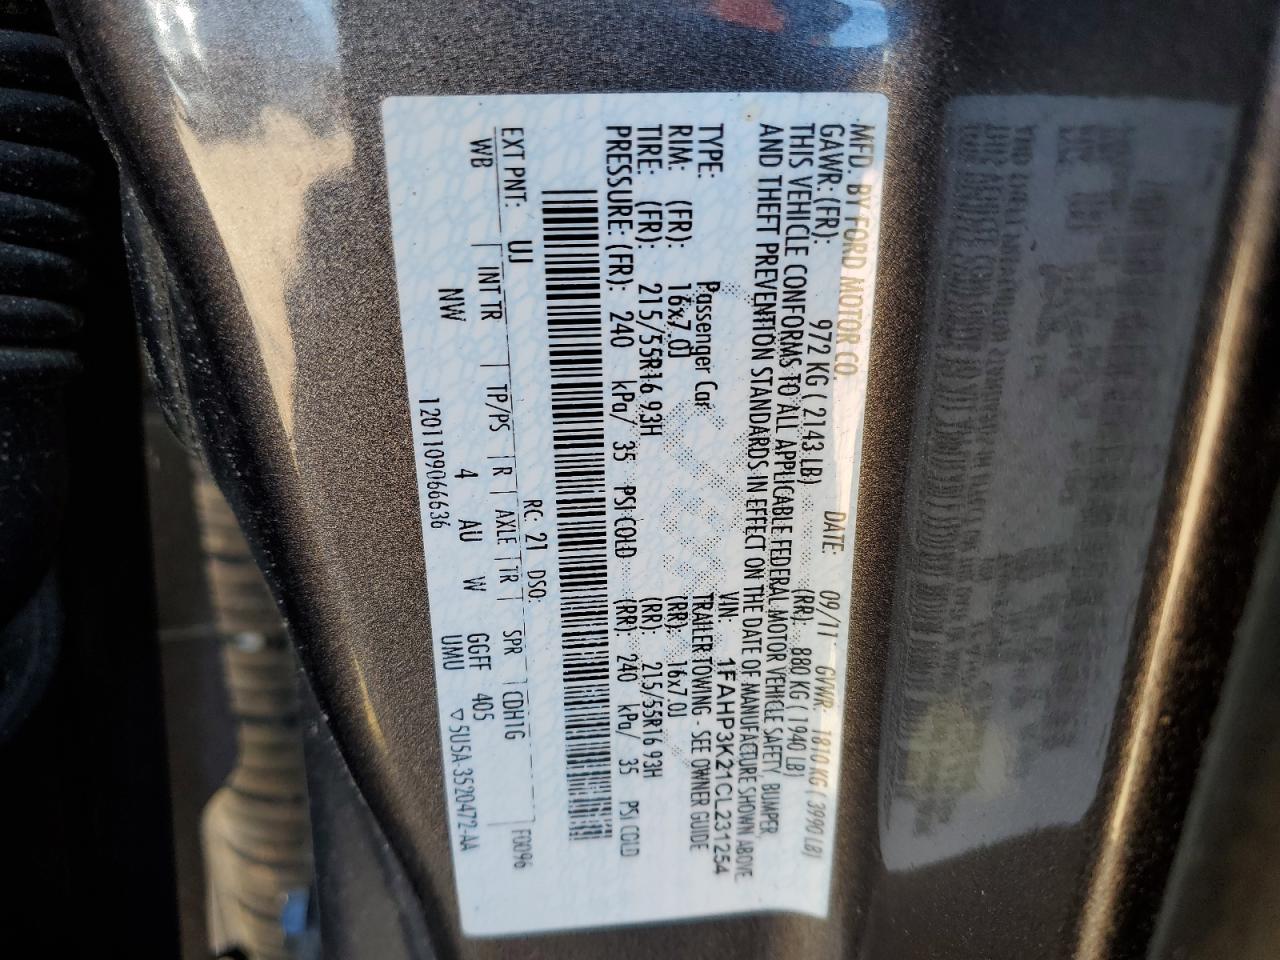 MFD. BY FORD MOTOR CO.
DATE: 09/11 GVWR: 1810 KG ( 3990 LB)
GAWR: (FR): 972 KG ( 2143 LB) (RR): 880 KG ( 1940 LB)
THIS VEHICLE CONFORMS TO ALL APPLICABLE FEDERAL MOTOR VEHICLE SAFETY, BUMPER,
AND THEFT PREVENTION STANDARDS IN EFFECT ON THE DATE OF MANUFACTURE SHOWN ABOVE.
VIN: 1FAHP3K21CL231254
TYPE: Passenger Car TRAILER TOWING - SEE OWNER GUIDE
RIM: (FR): 16x7.0J (RR): 16x7.0J
TIRE: (FR): 215/55R16 93H (RR): 215/55R16 93H
PRESSURE: (FR): 240 kPa/ 35 PSI COLD (RR): 240 kPa/ 35 PSI COLD
RC: 21 DSO: F0096
EXT PNT: UJ
INT TR TP/PS R AXLE TR SPR CDHTG
WB NW 4 AU W GGFF 405
UMU
1201109066636 ▽5U5A-3520472-AA